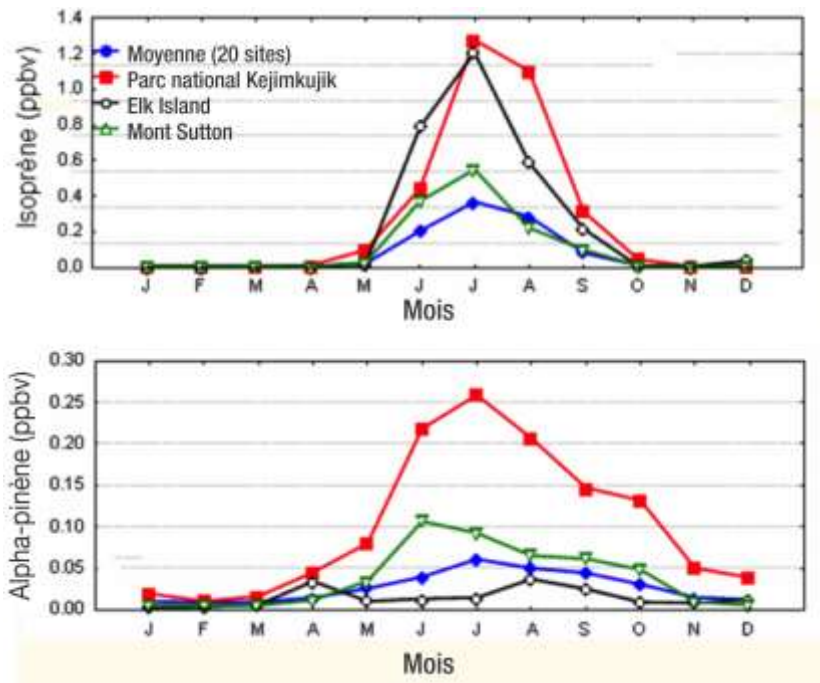 1.4
1.2
1.0
0.8
0.6
0.4
0.2
0.0
Isoprène (ppbv)
Moyenne (20 sites)
Parc national Kejimkujik
Elk Island
Mont Sutton
J F M A M J J A S O N D
Mois
0.30
0.25
0.20
0.15
0.10
0.05
0.00
Alpha-pinène (ppbv)
J F M A M J J A S O N D
Mois